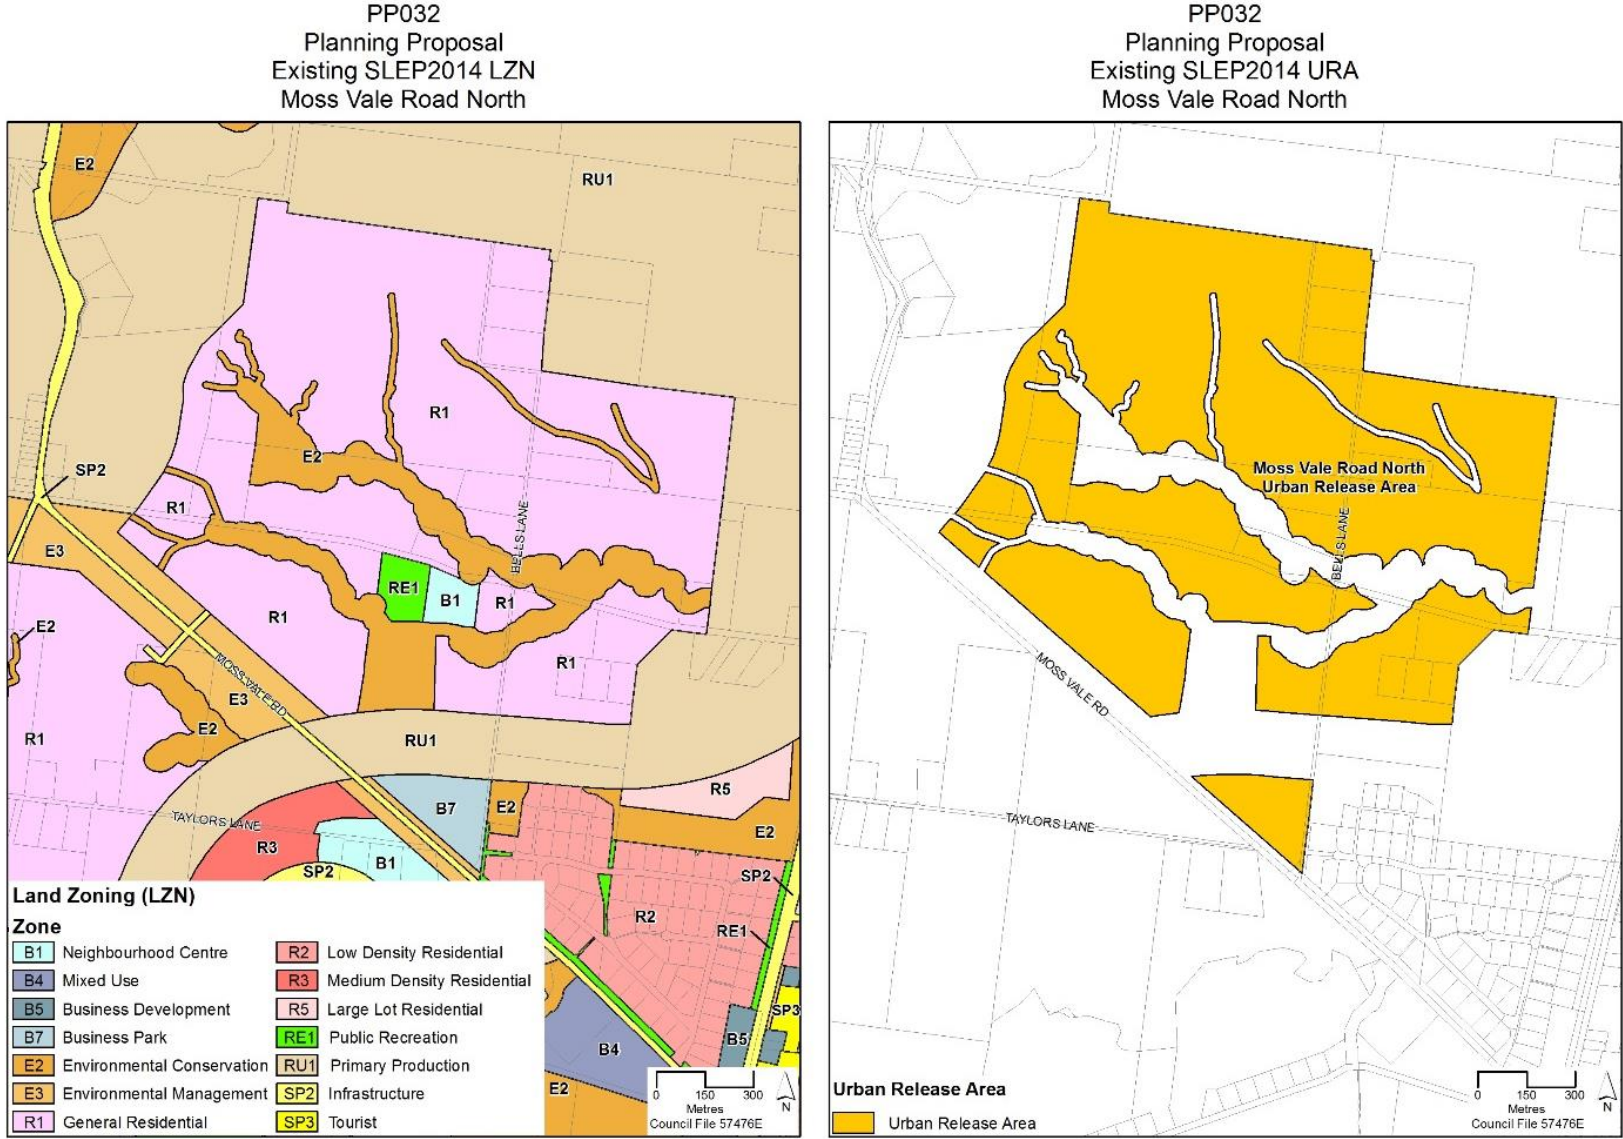 PP032
Planning Proposal
Existing SLEP2014 LZN
Moss Vale Road North
E2
RU1
R1
E2
SP2
R1
BELLS LANE
E3
RE1
B1
R1
R1
E2
R1
MOSS VALE RD
E3
E2
R1
RU1
R5
B7
E2
TAYLORS LANE
E2
R3
B1
SP2
SP2
R2
RE1
SP3
B5
B4
E2
Land Zoning (LZN)
Zone
B1 Neighbourhood Centre
B4 Mixed Use
B5 Business Development
B7 Business Park
E2 Environmental Conservation
E3 Environmental Management
R1 General Residential
R2 Low Density Residential
R3 Medium Density Residential
R5 Large Lot Residential
RE1 Public Recreation
RU1 Primary Production
SP2 Infrastructure
SP3 Tourist
0 150 300
Metres
Council File 57476E
N
PP032
Planning Proposal
Existing SLEP2014 URA
Moss Vale Road North
Moss Vale Road North
Urban Release Area
BELLS LANE
MOSS VALE RD
TAYLORS LANE
Urban Release Area
Urban Release Area
0 150 300
Metres
Council File 57476E
N